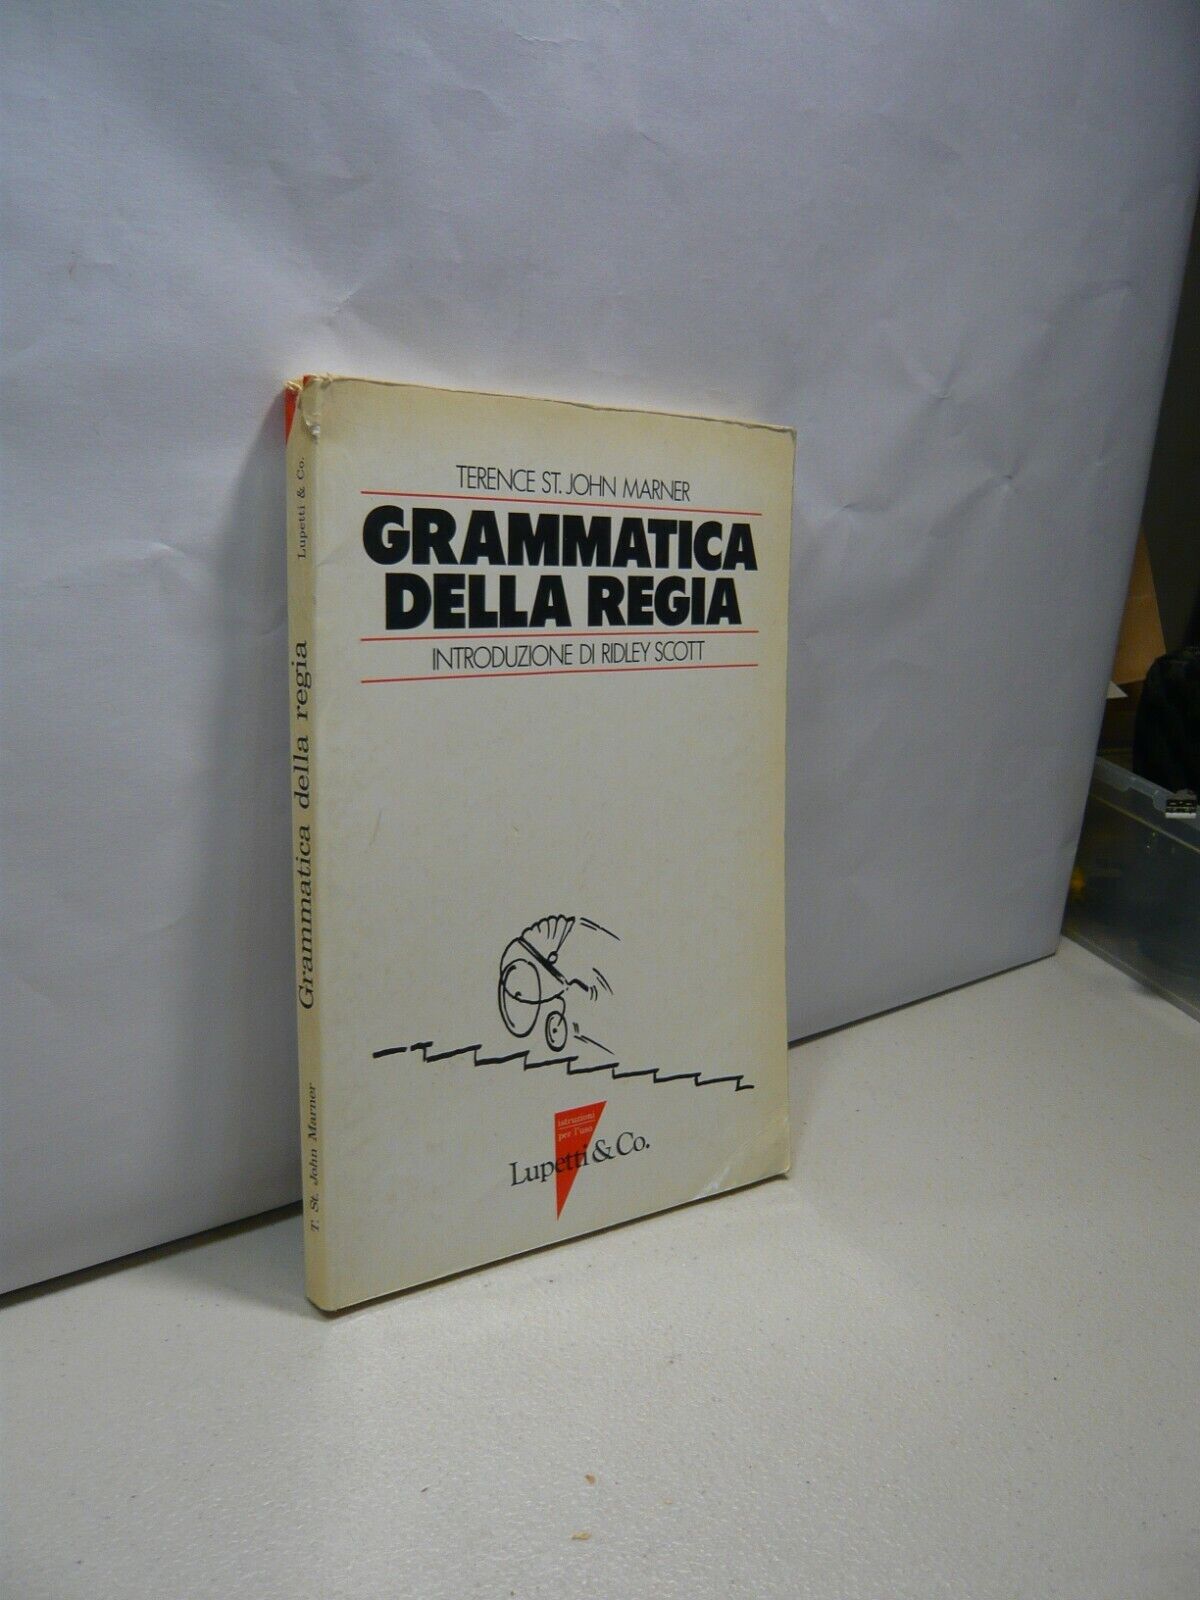 TERENCE ST. JOHN MARNER
GRAMMATICA
DELLA REGIA
INTRODUZIONE DI RIDLEY SCOTT
istruzioni
per l'uso
Lupetti & Co.
T. St. John Marner Grammatica della regia Lupetti & Co.